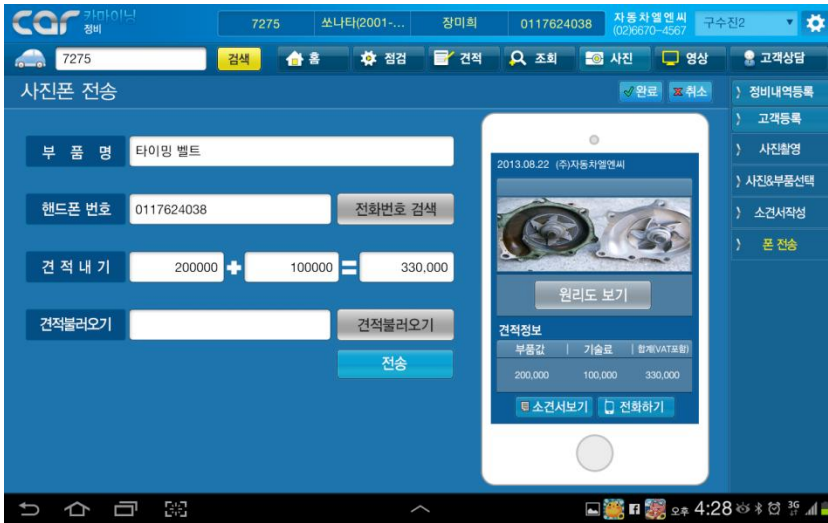 car 카마이닝 정비
7275 쏘나타(2001-... 장미희 0117624038 자동차엘엔씨 (02)6670-4567 구수진2
7275 검색 홈 점검 견적 조회 사진 영상 고객상담
사진폰 전송 완료 취소
정비내역등록
고객등록
사진촬영
사진&부품선택
소견서작성
폰 전송
부 품 명 타이밍 벨트
핸드폰 번호 0117624038 전화번호 검색
견 적 내 기 200000 + 100000 = 330,000
견적불러오기 견적불러오기
전송
2013.08.22 (주)자동차엘엔씨
원리도 보기
견적정보
부품값 | 기술료 | 합계(VAT포함)
200,000 100,000 330,000
소견서보기 전화하기
오후 4:28 3G